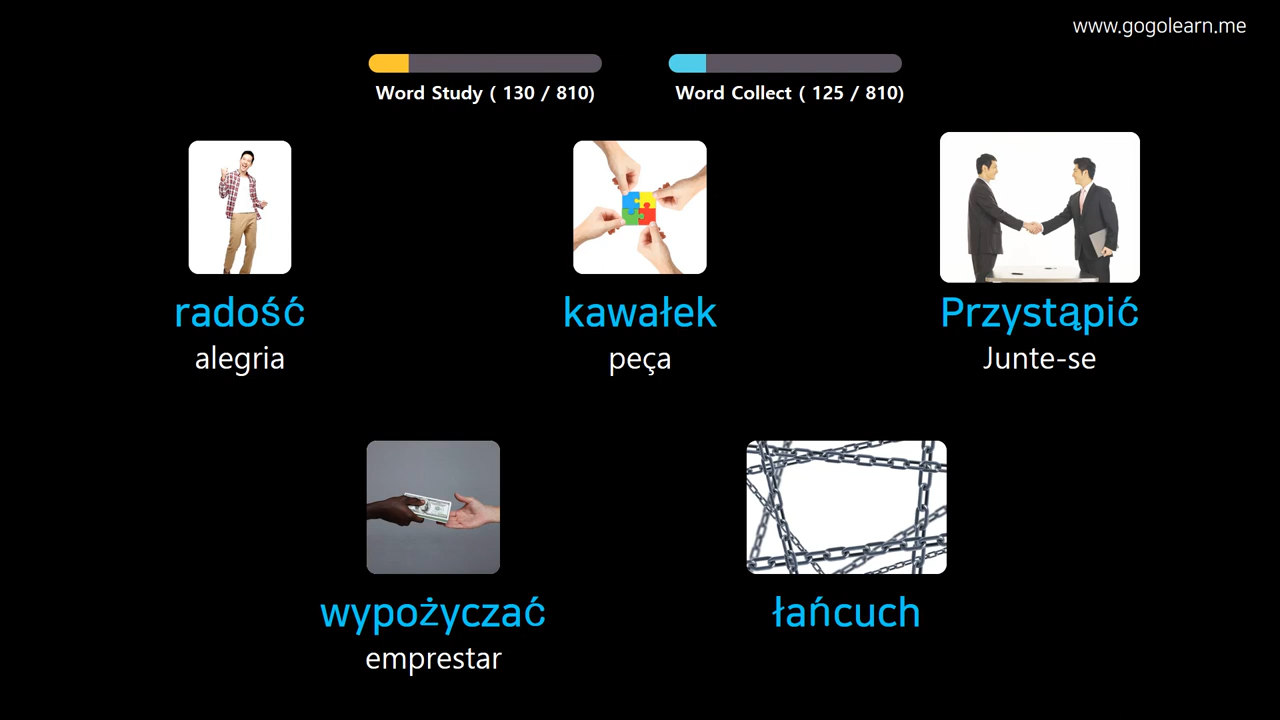 www.gogolearn.me
Word Study ( 130 / 810)
Word Collect ( 125 / 810)
radość
alegria
kawałek
peça
Przystąpić
Junte-se
wypożyczać
emprestar
łańcuch